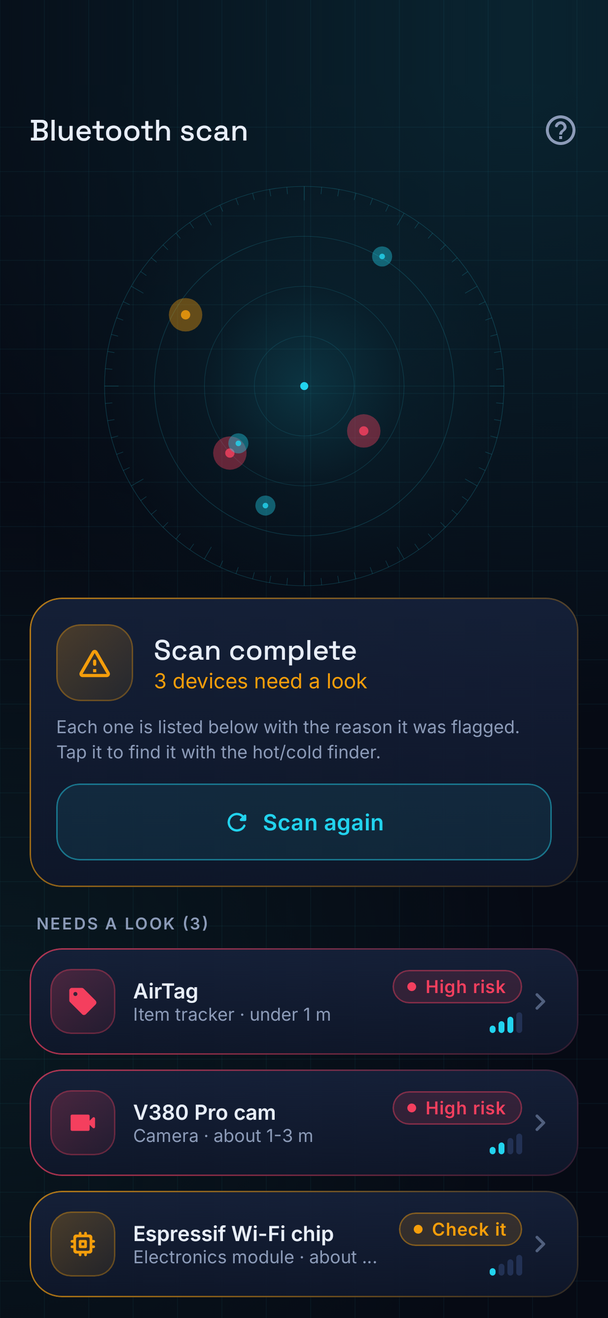 Bluetooth scan
Scan complete
3 devices need a look
Each one is listed below with the reason it was flagged.
Tap it to find it with the hot/cold finder.
Scan again
NEEDS A LOOK (3)
AirTag
High risk
Item tracker · under 1 m
V380 Pro cam
High risk
Camera · about 1-3 m
Espressif Wi-Fi chip
Check it
Electronics module · about ...